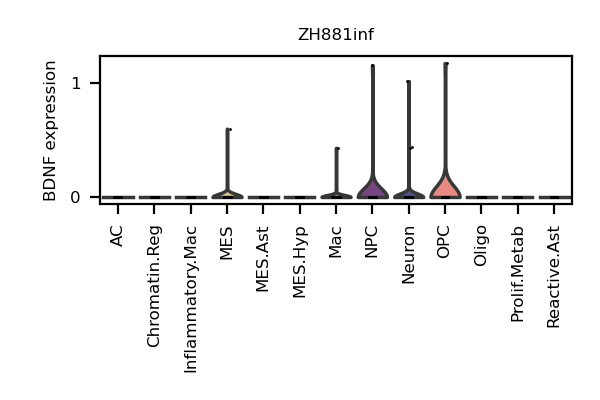 ZH881inf
BDNF expression
1
0
AC
Chromatin.Reg
Inflammatory.Mac
MES
MES.Ast
MES.Hyp
Mac
NPC
Neuron
OPC
Oligo
Prolif.Metab
Reactive.Ast